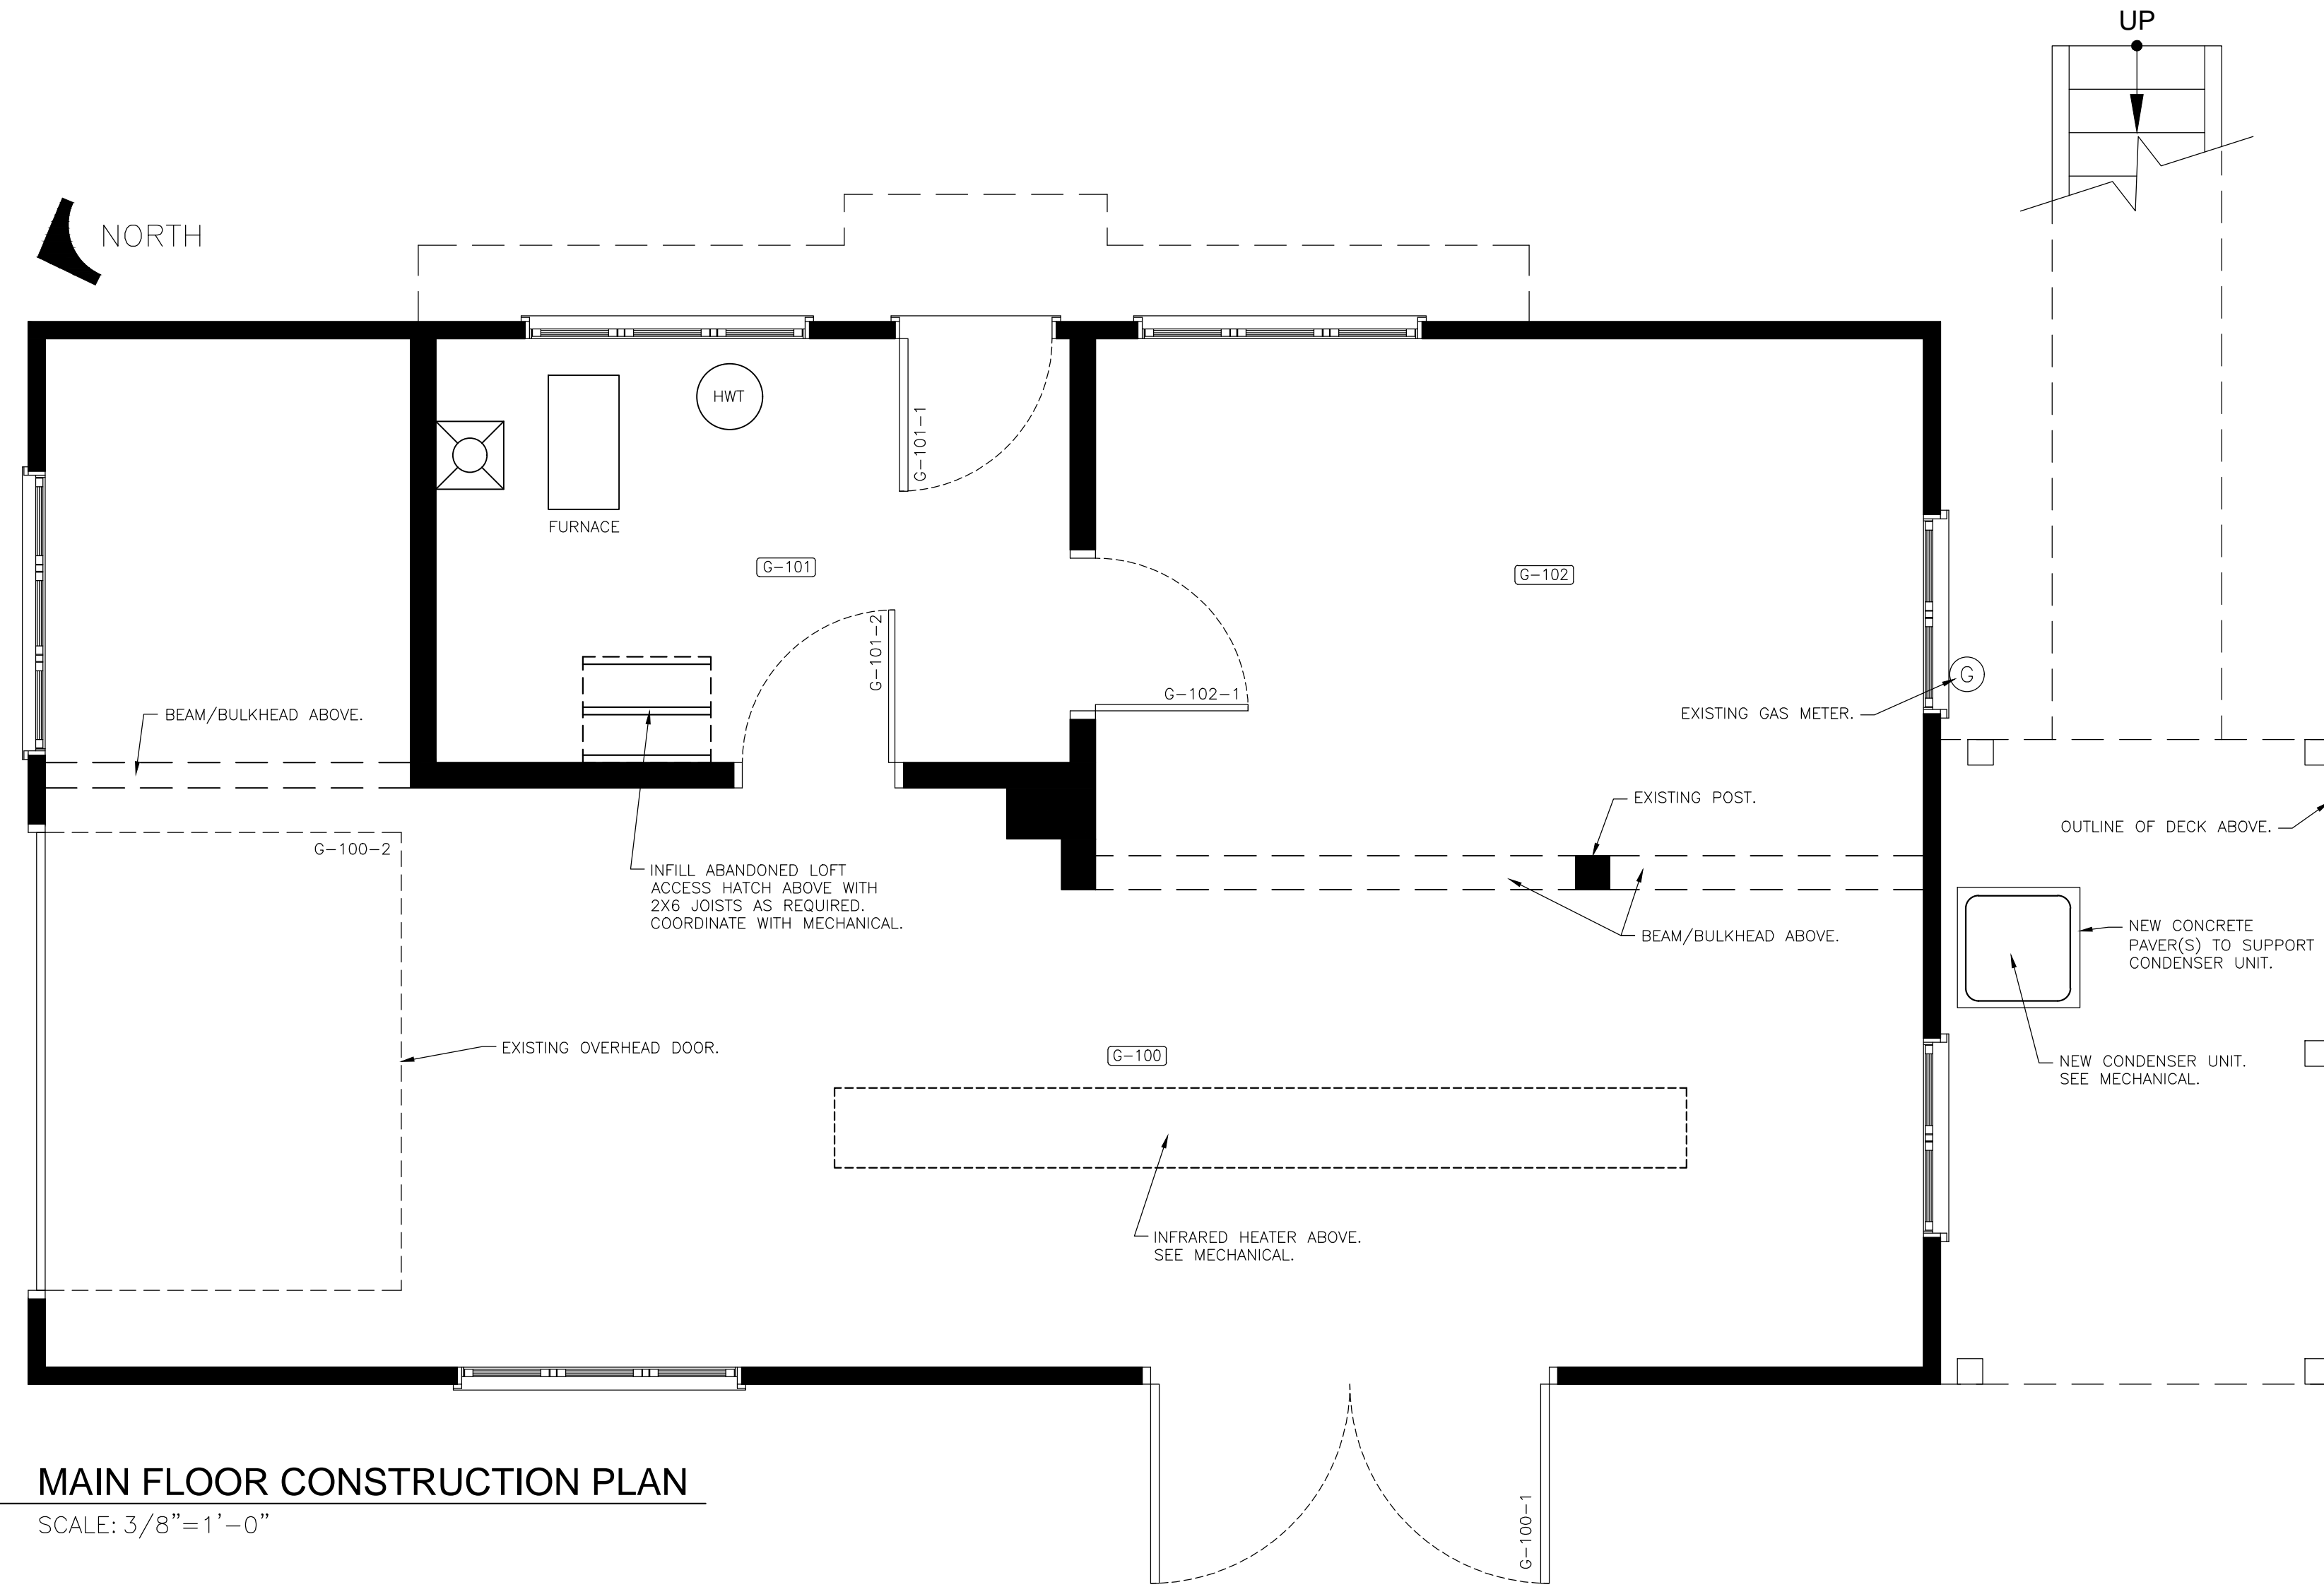 UP
NORTH
HWT
G-101-1
FURNACE
G-101
G-102
G-101-2
G-102-1
G
BEAM/BULKHEAD ABOVE.
EXISTING GAS METER.
EXISTING POST.
OUTLINE OF DECK ABOVE.
G-100-2
INFILL ABANDONED LOFT
ACCESS HATCH ABOVE WITH
2X6 JOISTS AS REQUIRED.
COORDINATE WITH MECHANICAL.
BEAM/BULKHEAD ABOVE.
NEW CONCRETE
PAVER(S) TO SUPPORT
CONDENSER UNIT.
EXISTING OVERHEAD DOOR.
G-100
NEW CONDENSER UNIT.
SEE MECHANICAL.
INFRARED HEATER ABOVE.
SEE MECHANICAL.
G-100-1
MAIN FLOOR CONSTRUCTION PLAN
SCALE: 3/8"=1'-0"